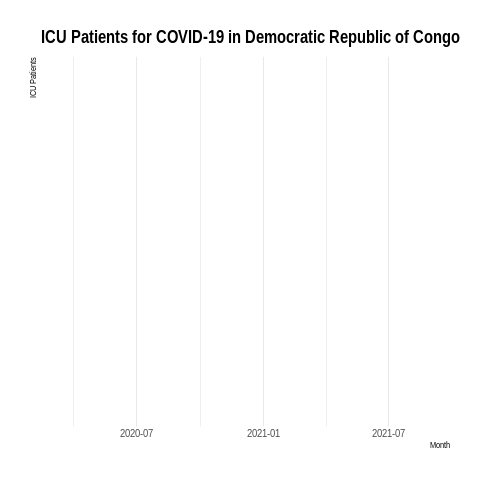 ICU Patients for COVID-19 in Democratic Republic of Congo
ICU Patients
2020-07 2021-01 2021-07
Month